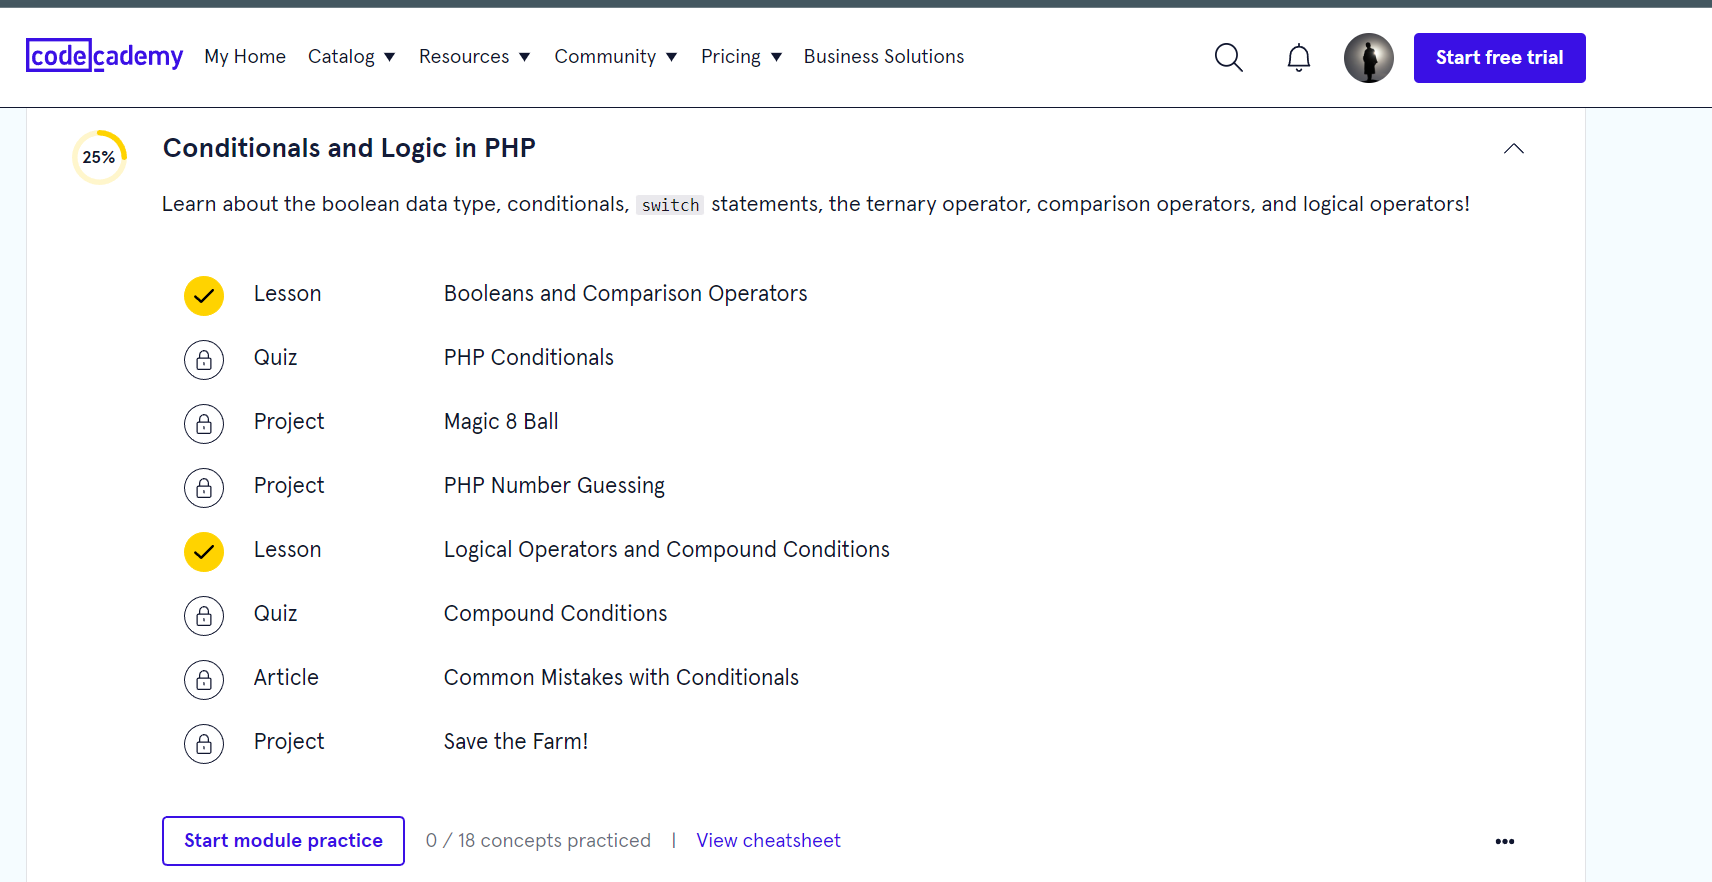 codecademy My Home Catalog Resources Community Pricing Business Solutions Start free trial
25% Conditionals and Logic in PHP
Learn about the boolean data type, conditionals, switch statements, the ternary operator, comparison operators, and logical operators!
Lesson Booleans and Comparison Operators
Quiz PHP Conditionals
Project Magic 8 Ball
Project PHP Number Guessing
Lesson Logical Operators and Compound Conditions
Quiz Compound Conditions
Article Common Mistakes with Conditionals
Project Save the Farm!
Start module practice 0 / 18 concepts practiced | View cheatsheet